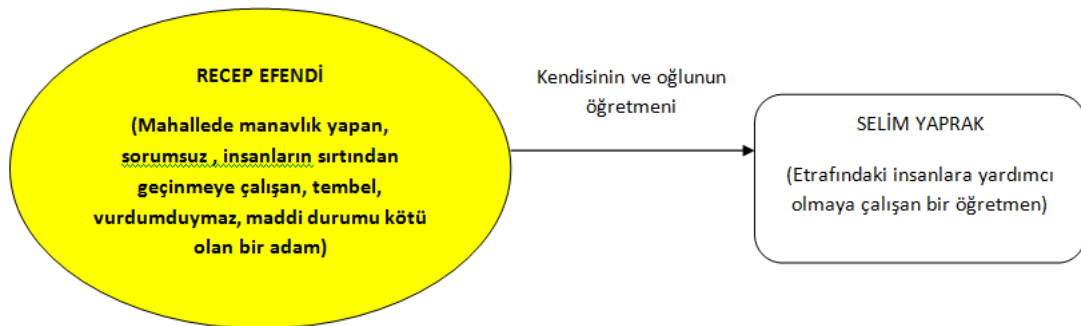 RECEP EFENDİ
(Mahallede manavlık yapan,
sorumsuz , insanların sırtından
geçinmeye çalışan, tembel,
vurdumduymaz, maddi durumu kötü
olan bir adam)
Kendisinin ve oğlunun
öğretmeni
SELİM YAPRAK
(Etrafındaki insanlara yardımcı
olmaya çalışan bir öğretmen)